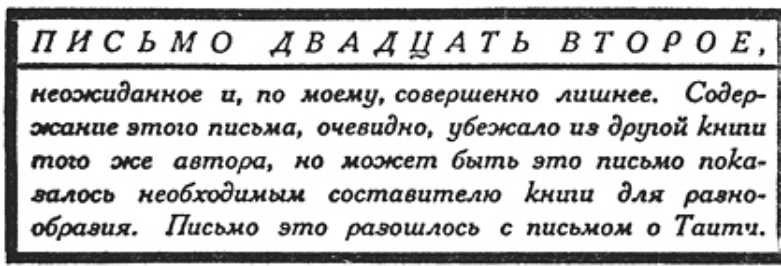 ПИСЬМО ДВАДЦАТЬ ВТОРОЕ,
неожиданное и, по моему, совершенно лишнее. Содер-
жание этого письма, очевидно, убежало из другой книги
того же автора, но может быть это письмо пока-
залось необходимым составителю книги для разно-
образия. Письмо это разошлось с письмом о Таити.